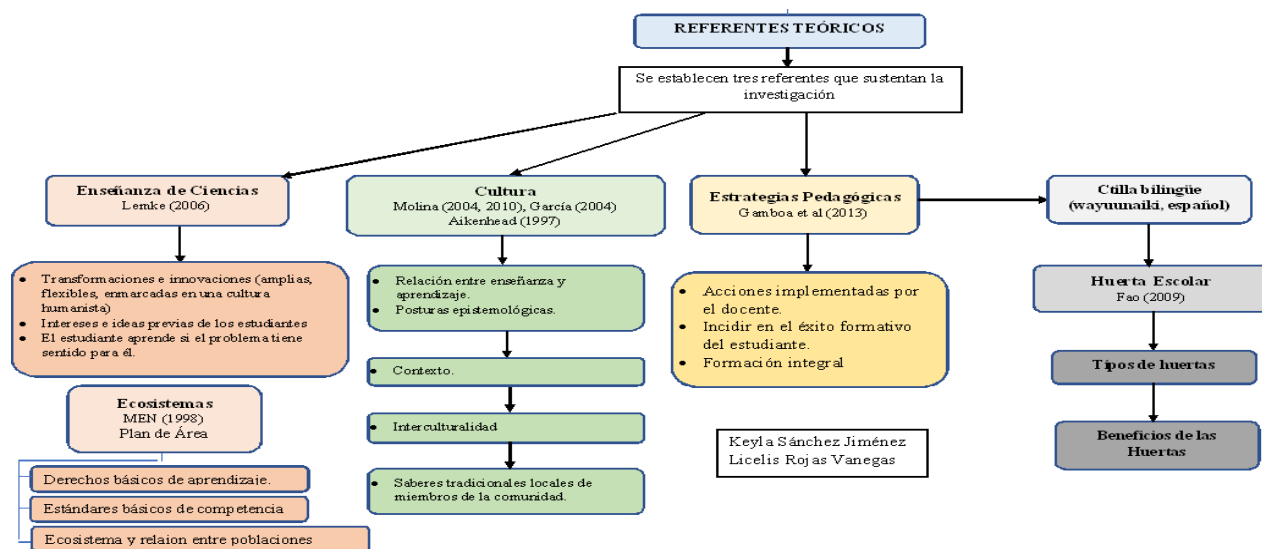 REFERENTES TEÓRICOS
Se establecen tres referentes que sustentan la
investigación
Enseñanza de Ciencias
Lemke (2006)
• Transformaciones e innovaciones (amplias,
flexibles, enmarcadas en una cultura
humanista)
• Intereses e ideas previas de los estudiantes
• El estudiante aprende si el problema tiene
sentido para él.
Ecosistemas
MEN (1998)
Plan de Área
Derechos básicos de aprendizaje.
Estándares básicos de competencia
Ecosistema y relaion entre poblaciones
Cultura
Molina (2004, 2010), García (2004)
Aikenhead (1997)
• Relación entre enseñanza y
aprendizaje.
• Posturas epistemológicas.
• Contexto.
• Interculturalidad
• Saberes tradicionales locales de
miembros de la comunidad.
Estrategias Pedagógicas
Gamboa et al (2013)
• Acciones implementadas por
el docente.
• Incidir en el éxito formativo
del estudiante.
• Formación integral
Keyla Sánchez Jiménez
Licelis Rojas Vanegas
Ctilla bilingüe
(wayuunaiki, español)
Huerta Escolar
Fao (2009)
Tipos de huertas
Beneficios de las
Huertas